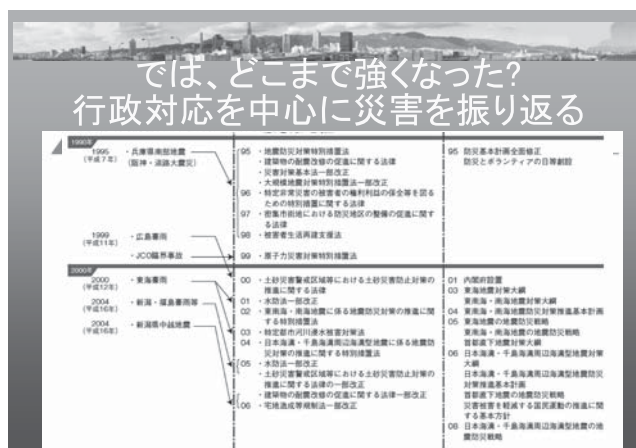 では、どこまで強くなった?
行政対応を中心に災害を振り返る
1990年
1995
(平成7年)
・兵庫県南部地震
(阪神・淡路大震災)
1999
(平成11年)
・広島豪雨
・JCO臨界事故
95 ・地震防災対策特別措置法
・建築物の耐震改修の促進に関する法律
・災害対策基本法一部改正
・大規模地震対策特別措置法一部改正
96 ・特定非常災害の被害者の権利利益の保全等を図る
ための特別措置に関する法律
97 ・密集市街地における防災地区の整備の促進に関す
る法律
98 ・被害者生活再建支援法
99 ・原子力災害対策特別措置法
95 防災基本計画全面修正
防災とボランティアの日等創設
2000年
2000
(平成12年)
・東海豪雨
2004
(平成16年)
・新潟・福島豪雨等
2004
(平成16年)
・新潟県中越地震
00 ・土砂災害警戒区域等における土砂災害防止対策の
推進に関する法律
01 ・水防法一部改正
02 ・東南海・南海地震に係る地震防災対策の推進に関
する特別措置法
03 ・特定都市河川浸水被害対策法
04 ・日本海溝・千島海溝周辺海溝型地震に係る地震防
災対策の推進に関する特別措置法
05 ・水防法一部改正
・土砂災害警戒区域等における土砂災害防止対策の
推進に関する法律の一部改正
・建築物の耐震改修の促進に関する法律一部改正
06 ・宅地造成等規制法一部改正
01 内閣府設置
03 東海地震対策大綱
東南海・南海地震対策大綱
04 東南海・南海地震防災対策推進基本計画
05 東海地震の地震防災戦略
東南海・南海地震の地震防災戦略
首都直下地震対策大綱
06 日本海溝・千島海溝周辺海溝型地震対策
大綱
日本海溝・千島海溝周辺海溝型地震防災
対策推進基本計画
首都直下地震の地震防災戦略
災害被害を軽減する国民運動の推進に関
する基本方針
08 日本海溝・千島海溝周辺海溝型地震の地
震防災戦略